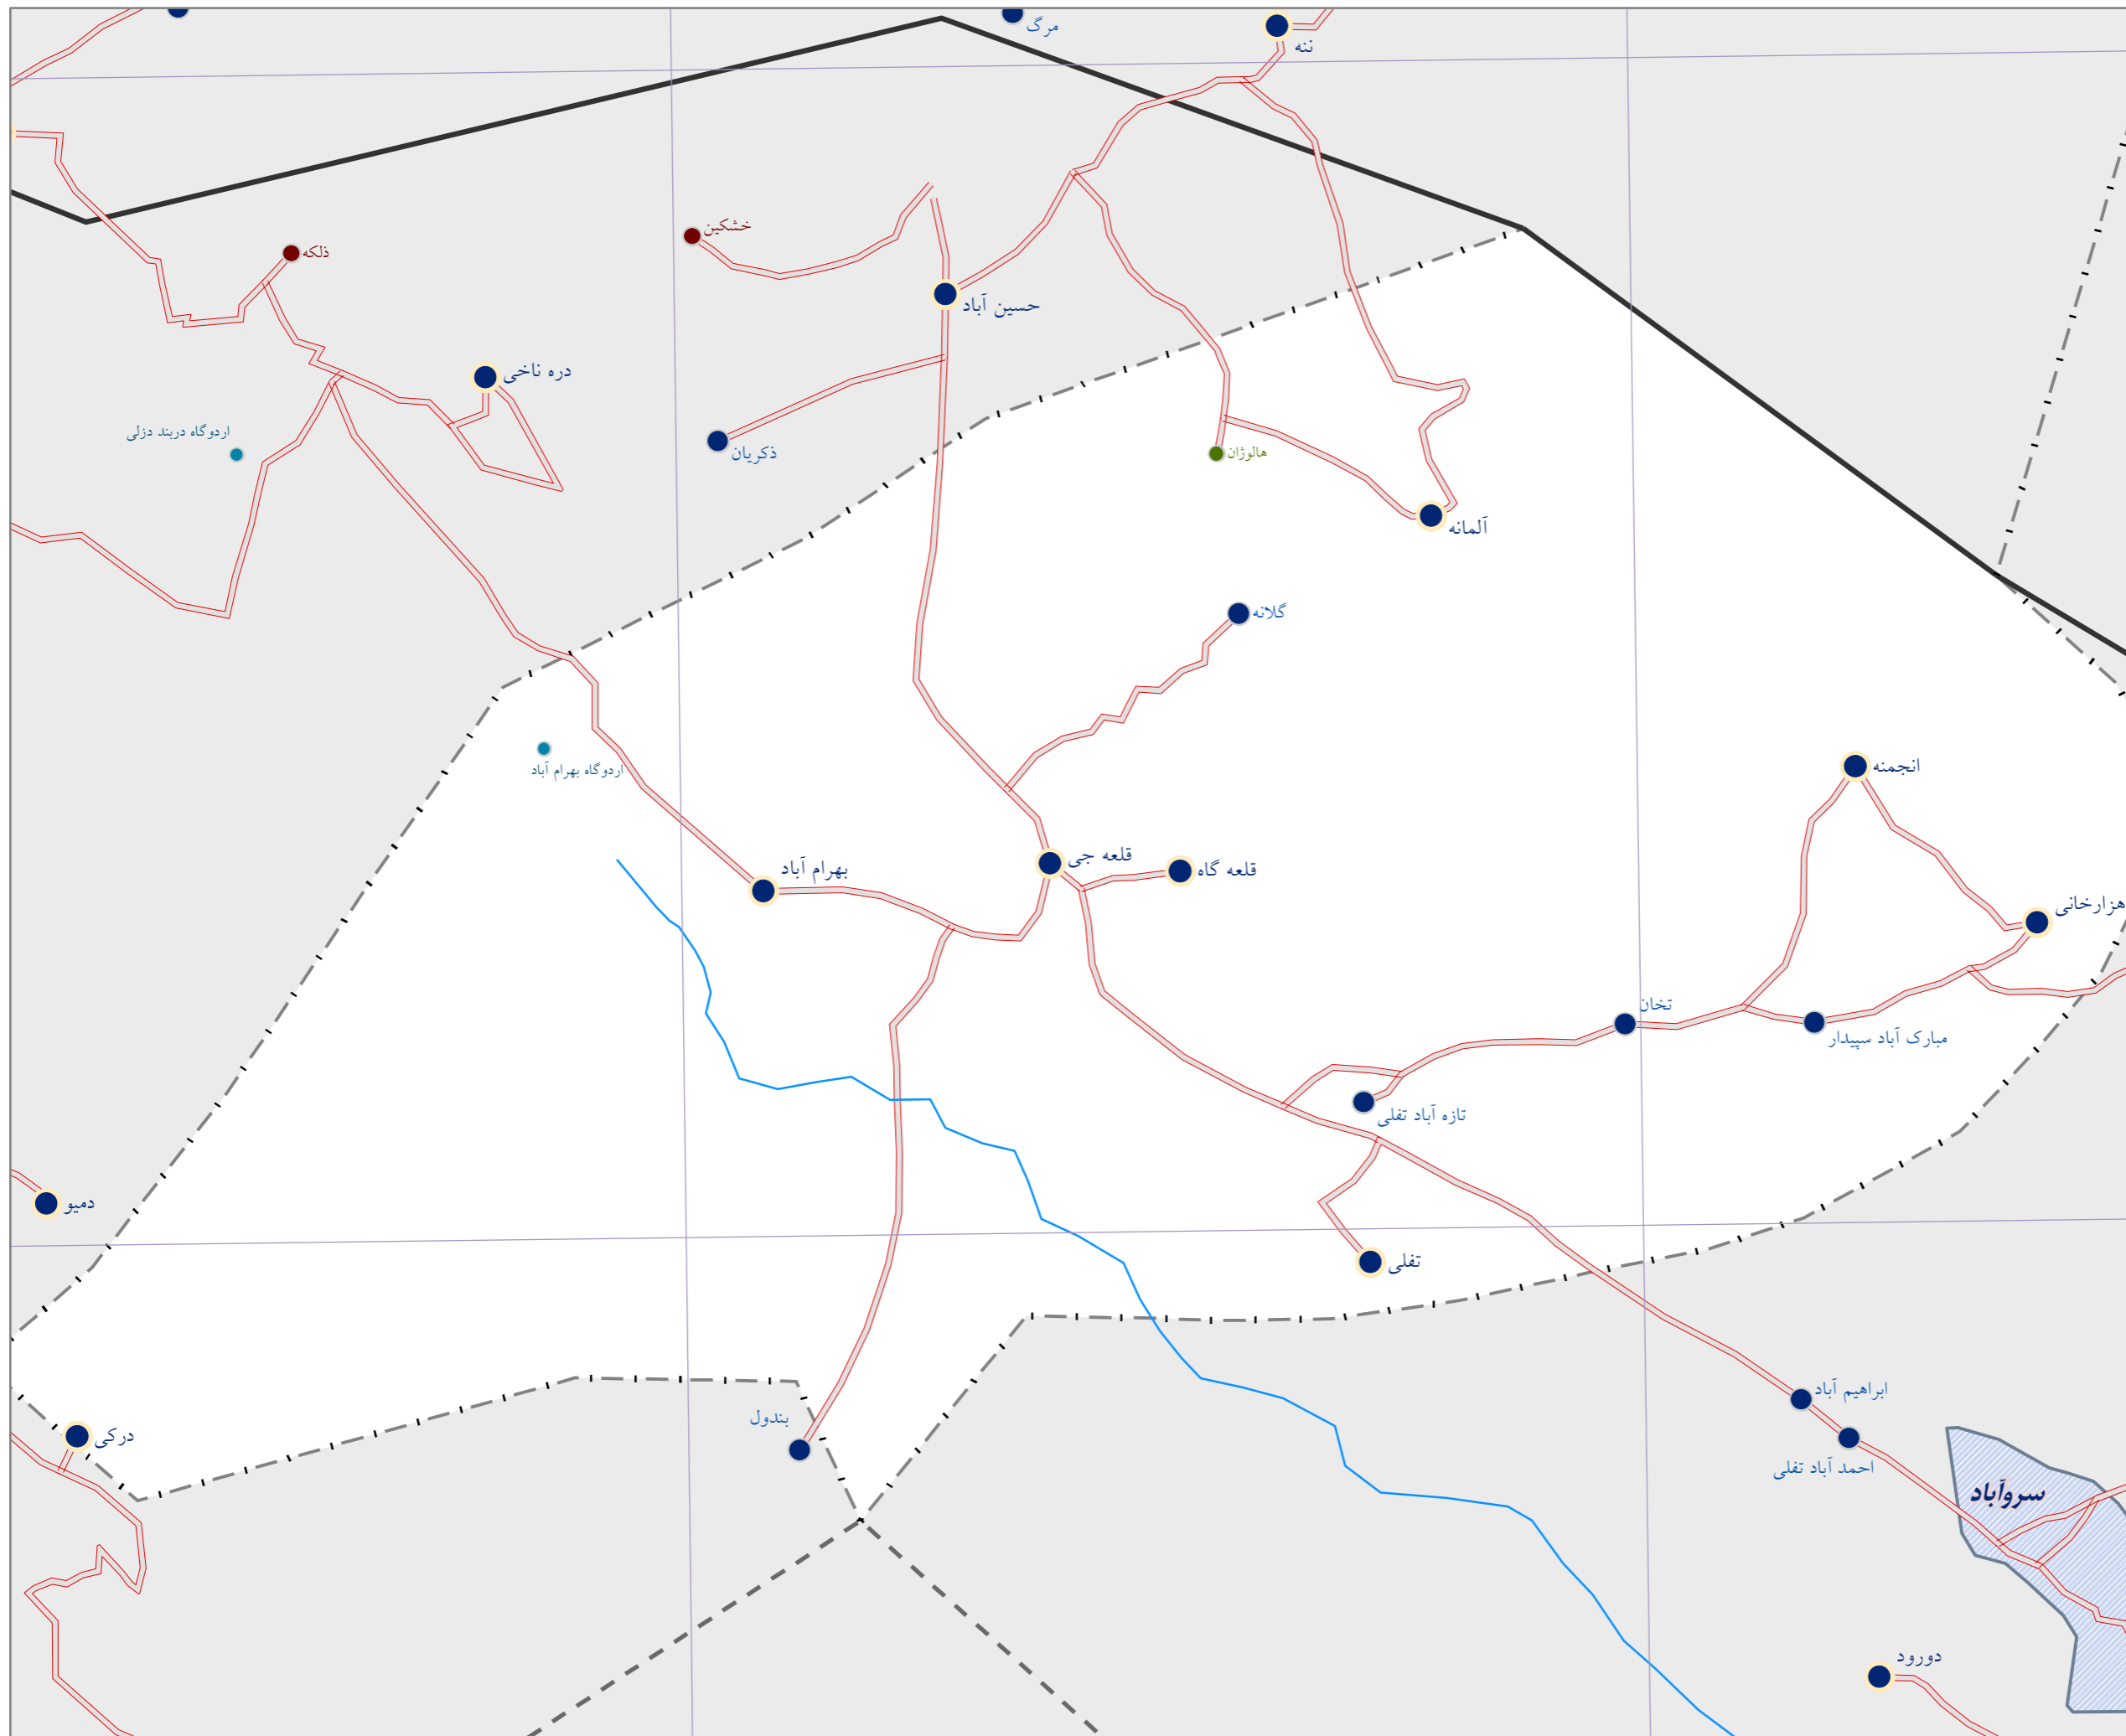 مرگ
ننه
خشکین
ذلکه
حسین آباد
دره ناخی
اردوگاه دربند دزلی
ذکریان
هالوژان
آلمانه
گلانه
انجمنه
اردوگاه بهرام آباد
قلعه جی
بهرام آباد
قلعه گاه
هزارخانی
تخان
مبارک آباد سپیدار
تازه آباد تفلی
دمیو
تفلی
ابراهیم آباد
بندول
درکی
احمد آباد تفلی
سروآباد
دورود